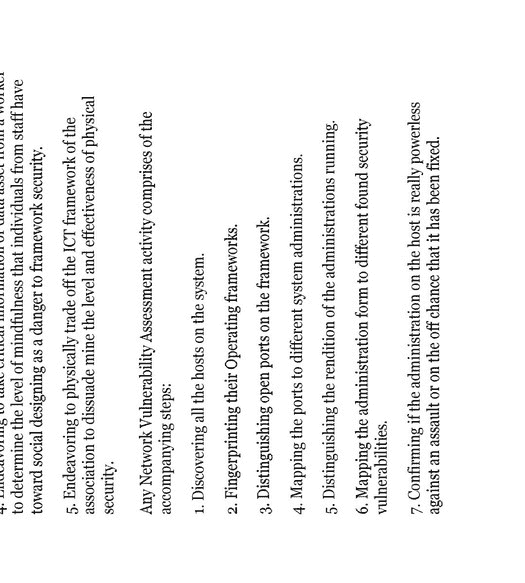 to determine the level of mindfulness that individuals from staff have
toward social designing as a danger to framework security.
5. Endeavoring to physically trade off the ICT framework of the
association to dissuade mine the level and effectiveness of physical
security.
Any Network Vulnerability Assessment activity comprises of the
accompanying steps:
1. Discovering all the hosts on the system.
2. Fingerprinting their Operating frameworks.
3. Distinguishing open ports on the framework.
4. Mapping the ports to different system administrations.
5. Distinguishing the rendition of the administrations running.
6. Mapping the administration form to different found security
vulnerabilities.
7. Confirming if the administration on the host is really powerless
against an assault or on the off chance that it has been fixed.